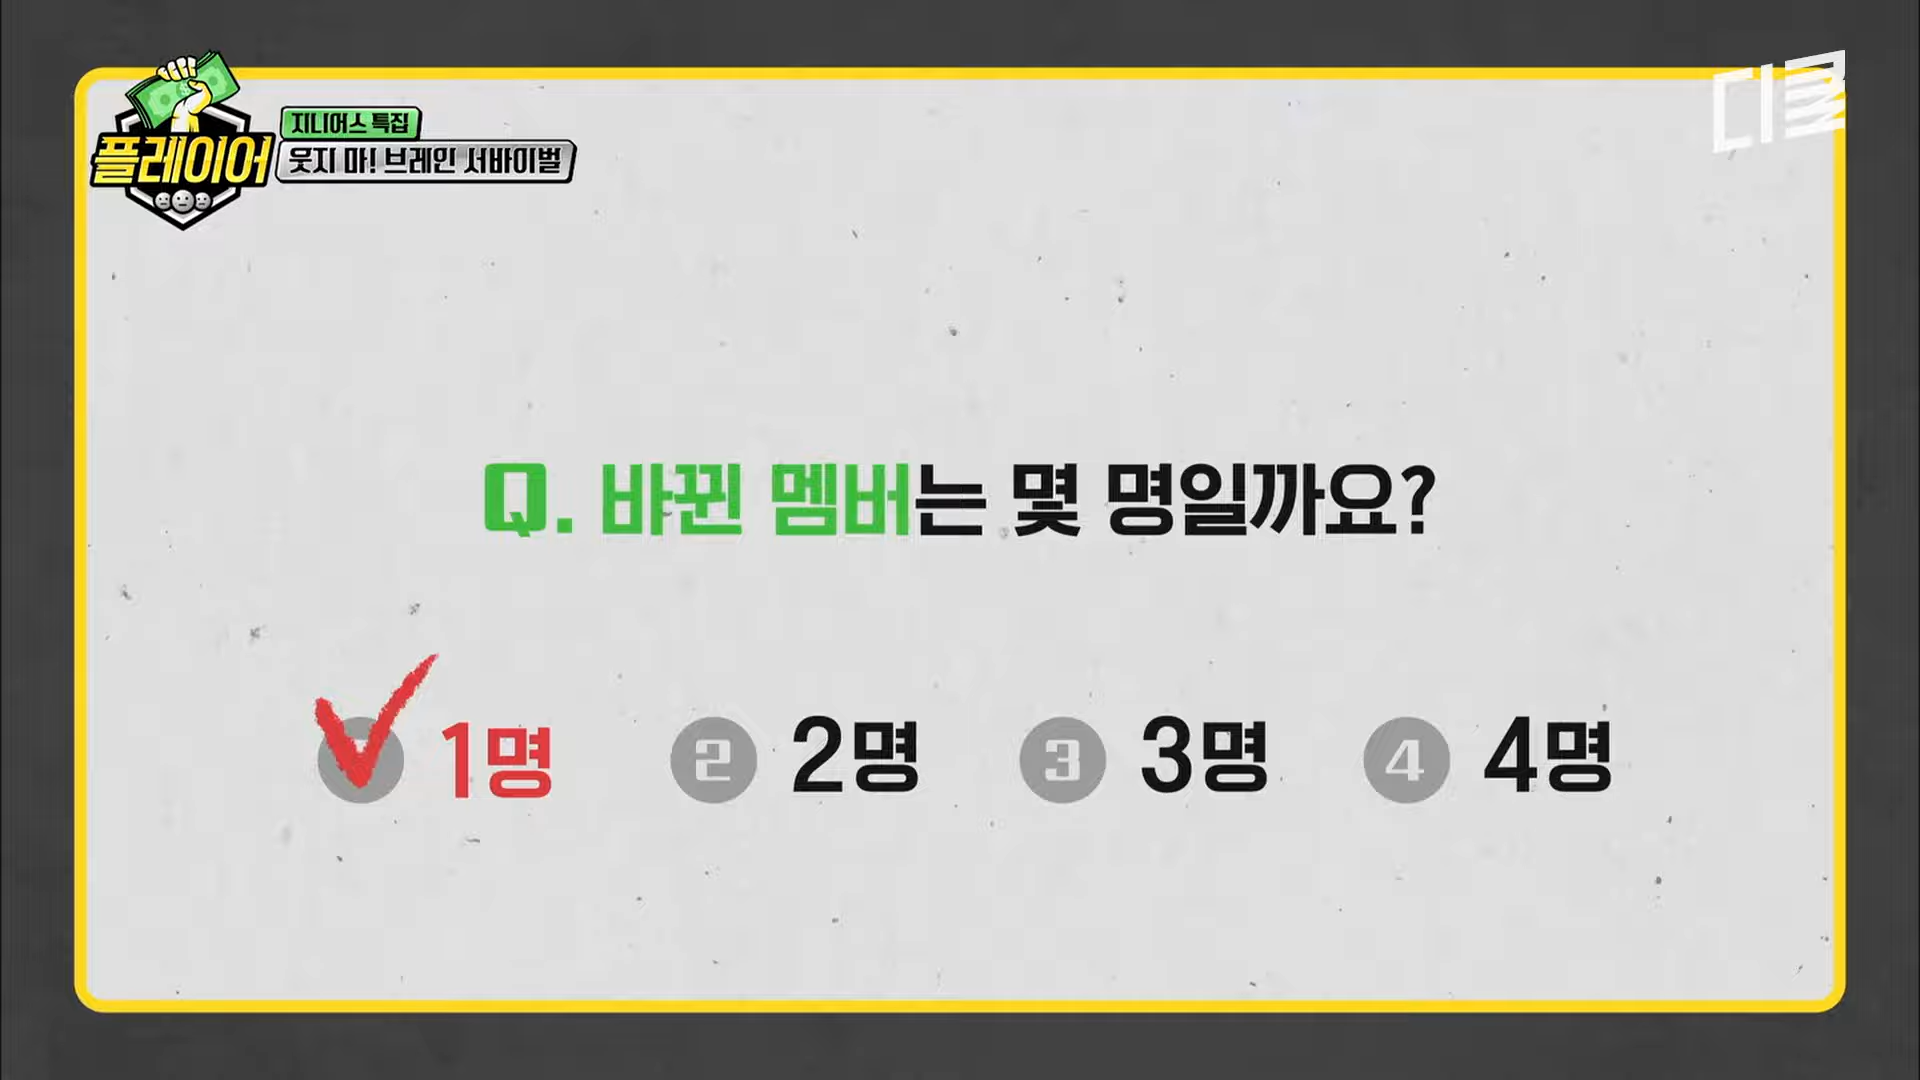 디글
지니어스 특집
플레이어
웃지 마! 브레인 서바이벌
Q. 바뀐 멤버는 몇 명일까요?
1명
2 2명
3 3명
4 4명